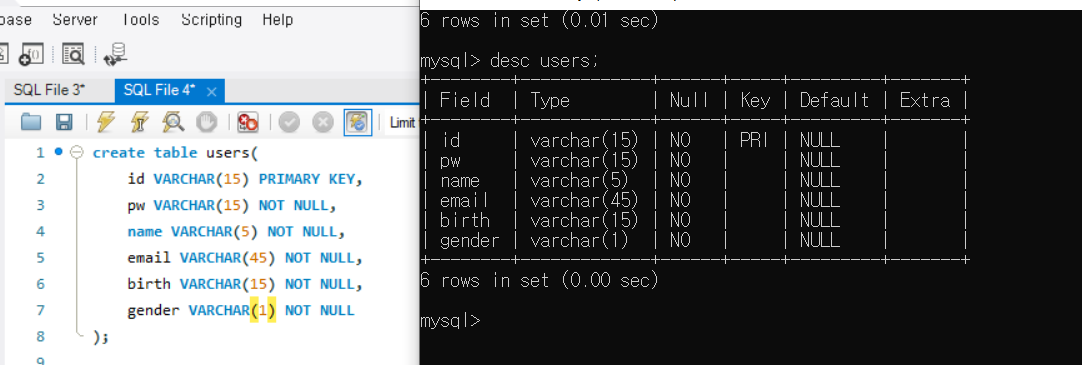 base Server Tools Scripting Help
SQL File 3* SQL File 4* ×
Limit
1 create table users(
2 id VARCHAR(15) PRIMARY KEY,
3 pw VARCHAR(15) NOT NULL,
4 name VARCHAR(5) NOT NULL,
5 email VARCHAR(45) NOT NULL,
6 birth VARCHAR(15) NOT NULL,
7 gender VARCHAR(1) NOT NULL
8 );
9
6 rows in set (0.01 sec)
mysql> desc users;
+--------+-------------+------+-----+---------+-------+
| Field | Type | Null | Key | Default | Extra |
+--------+-------------+------+-----+---------+-------+
| id | varchar(15) | NO | PRI | NULL | |
| pw | varchar(15) | NO | | NULL | |
| name | varchar(5) | NO | | NULL | |
| email | varchar(45) | NO | | NULL | |
| birth | varchar(15) | NO | | NULL | |
| gender | varchar(1) | NO | | NULL | |
+--------+-------------+------+-----+---------+-------+
6 rows in set (0.00 sec)
mysql>